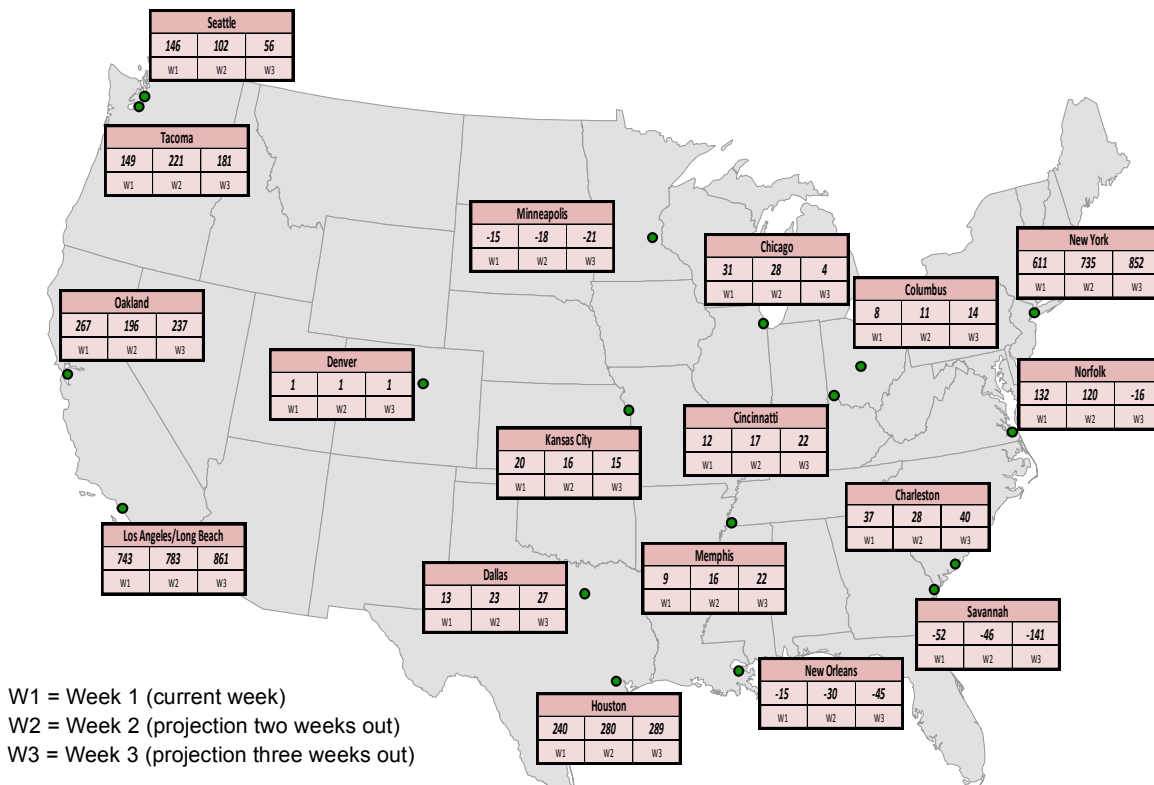 Seattle
146 102 56
W1 W2 W3
Tacoma
149 221 181
W1 W2 W3
Minneapolis
-15 -18 -21
W1 W2 W3
Chicago
31 28 4
W1 W2 W3
New York
611 735 852
W1 W2 W3
Columbus
8 11 14
W1 W2 W3
Oakland
267 196 237
W1 W2 W3
Denver
1 1 1
W1 W2 W3
Norfolk
132 120 -16
W1 W2 W3
Cincinnatti
12 17 22
W1 W2 W3
Kansas City
20 16 15
W1 W2 W3
Charleston
37 28 40
W1 W2 W3
Los Angeles/Long Beach
743 783 861
W1 W2 W3
Memphis
9 16 22
W1 W2 W3
Dallas
13 23 27
W1 W2 W3
Savannah
-52 -46 -141
W1 W2 W3
New Orleans
-15 -30 -45
W1 W2 W3
Houston
240 280 289
W1 W2 W3
W1 = Week 1 (current week)
W2 = Week 2 (projection two weeks out)
W3 = Week 3 (projection three weeks out)